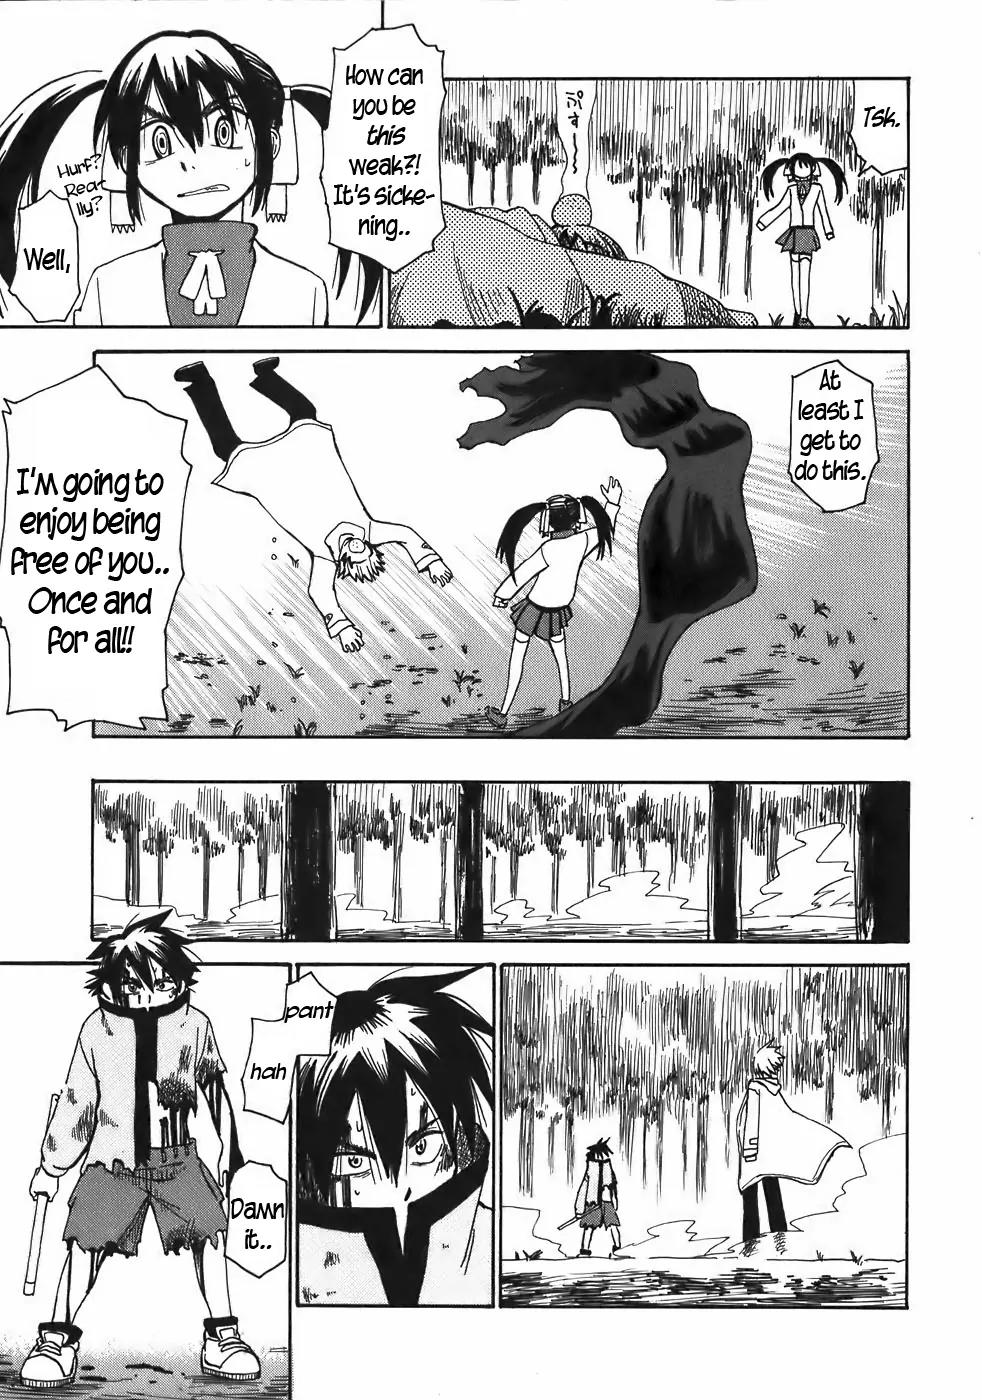 Tsk.
ぷす～
How can
you be
this
weak?!
It's sicke-
ning..
Hurf?
Rea-
lly?
Well,
At
least I
get to
do this.
I'm going to
enjoy being
free of you..
Once and
for all!!
pant
hah
Damn
it..